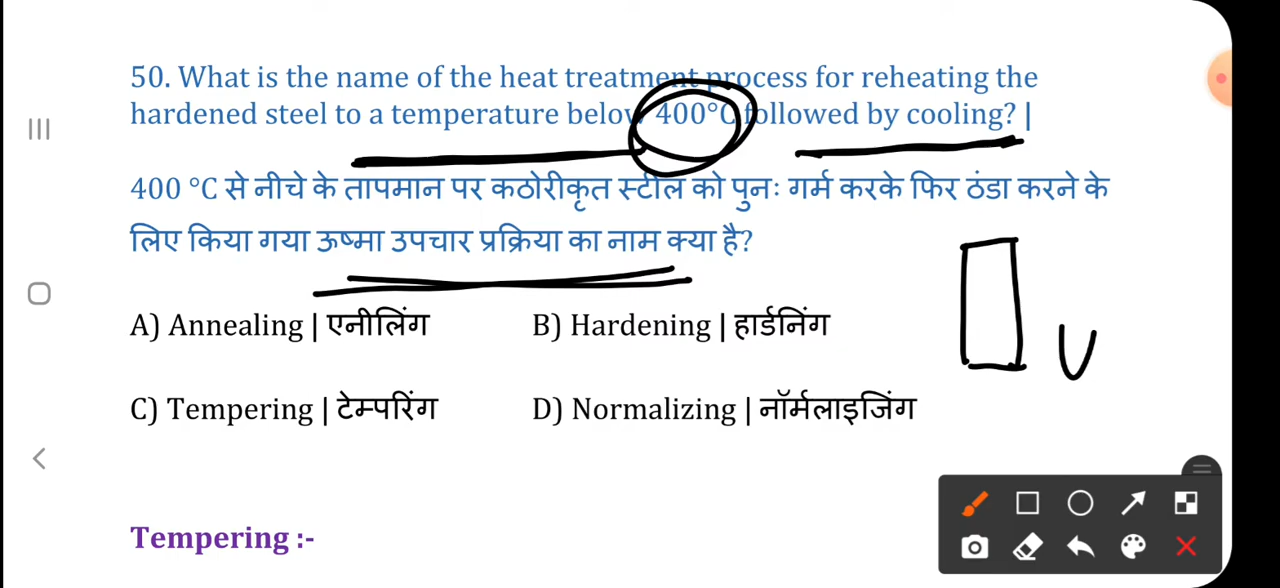 50. What is the name of the heat treatment process for reheating the
hardened steel to a temperature below 400°C followed by cooling? |
400 °C से नीचे के तापमान पर कठोरीकृत स्टील को पुनः गर्म करके फिर ठंडा करने के
लिए किया गया ऊष्मा उपचार प्रक्रिया का नाम क्या है?
A) Annealing | एनीलिंग B) Hardening | हार्डनिंग
U
C) Tempering | टेम्परिंग D) Normalizing | नॉर्मलाइजिंग
Tempering :-